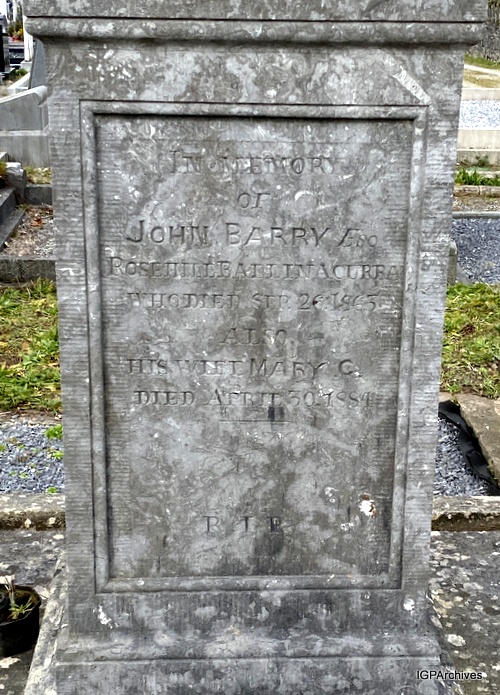 IN MEMORY
OF
JOHN BARRY ESQ
ROSEHILL BALLINACURRA
WHO DIED SEP 26 1863
ALSO
HIS WIFE MARY C.
DIED APRIL 30 1884
R I P
IGPArchives